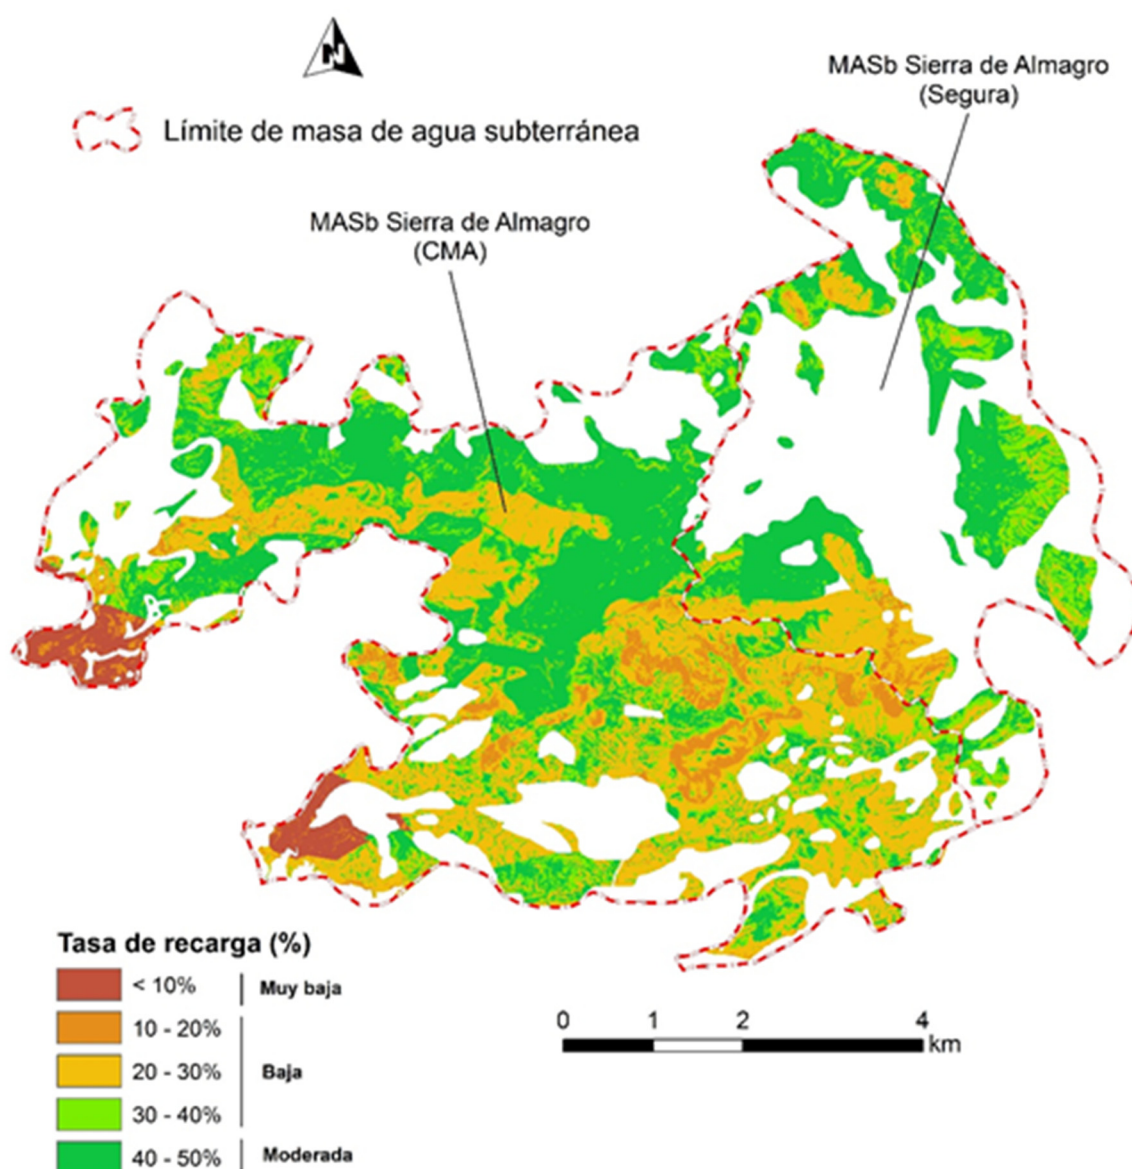 N
MASb Sierra de Almagro
(Segura)
Límite de masa de agua subterránea
MASb Sierra de Almagro
(CMA)
Tasa de recarga (%)
< 10%
Muy baja
10 - 20%
20 - 30%
Baja
30 - 40%
40 - 50%
Moderada
0 1 2 4
km